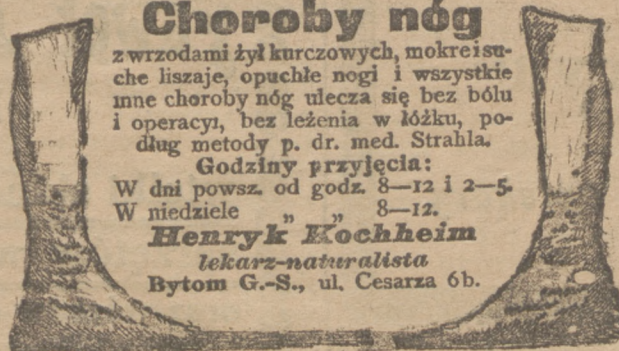 Choroby nóg
z wrzodami żył kurczowych, mokre i su-
che liszaje, opuchłe nogi i wszystkie
inne choroby nóg ulecza się bez bólu
i operacyi, bez leżenia w łóżku, po-
dług metody p. dr. med. Strahla.
Godziny przyjęcia:
W dni powsz. od godz. 8—12 i 2—5.
W niedziele „ „ 8—12.
Henryk Kochheim
lekarz-naturalista
Bytom G.-S., ul. Cesarza 6b.